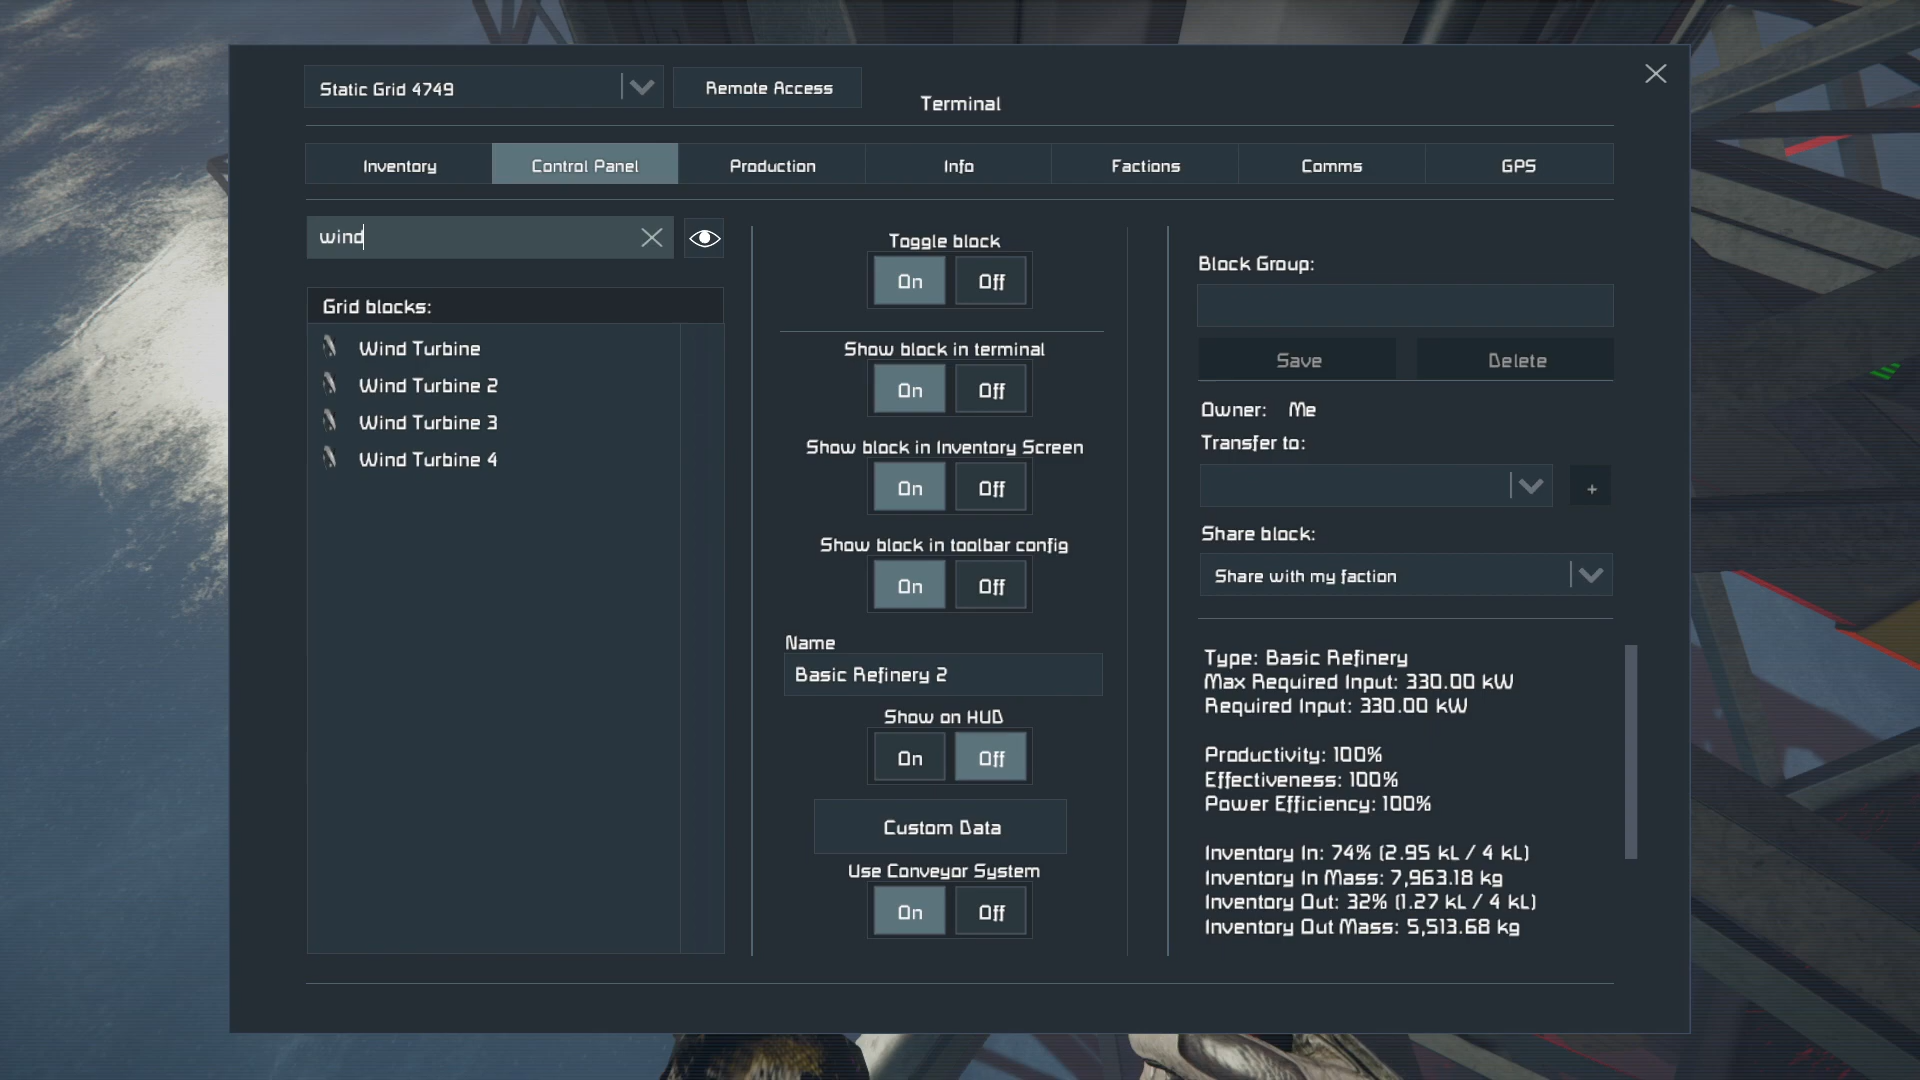 Static Grid 4749
Remote Access
Terminal
Inventory
Control Panel
Production
Info
Factions
Comms
GPS
wind
Grid blocks:
Wind Turbine
Wind Turbine 2
Wind Turbine 3
Wind Turbine 4
Toggle block
On Off
Show block in terminal
On Off
Show block in Inventory Screen
On Off
Show block in toolbar config
On Off
Name
Basic Refinery 2
Show on HUD
On Off
Custom Data
Use Conveyor System
On Off
Block Group:
Save Delete
Owner: Me
Transfer to:
+
Share block:
Share with my faction
Type: Basic Refinery
Max Required Input: 330.00 kW
Required Input: 330.00 kW
Productivity: 100%
Effectiveness: 100%
Power Efficiency: 100%
Inventory In: 74% (2.95 kL / 4 kL)
Inventory In Mass: 7,963.18 kg
Inventory Out: 32% (1.27 kL / 4 kL)
Inventory Out Mass: 5,513.68 kg